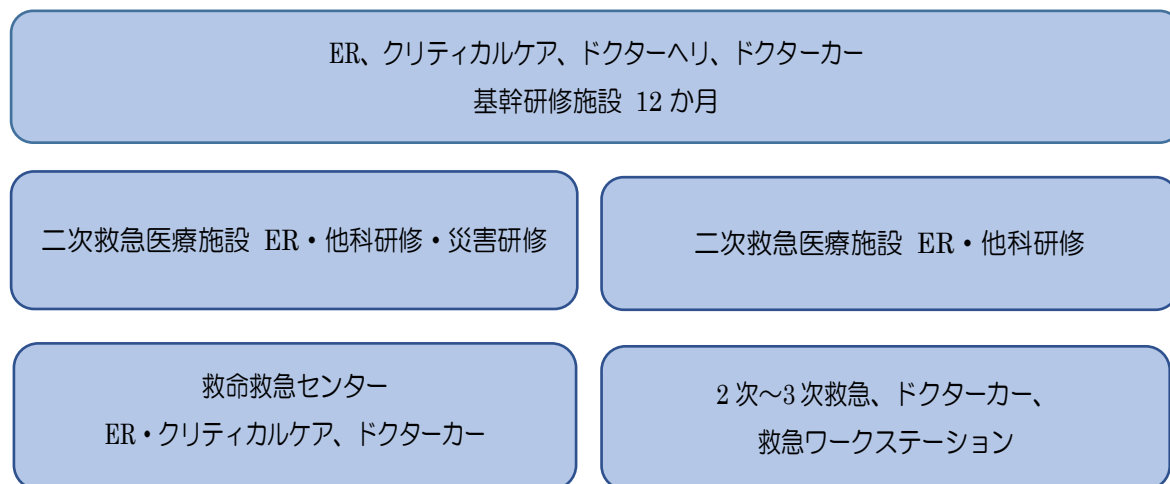 ER、クリティカルケア、ドクターヘリ、ドクターカー
基幹研修施設 12 か月
二次救急医療施設 ER・他科研修・災害研修
二次救急医療施設 ER・他科研修
救命救急センター
ER・クリティカルケア、ドクターカー
2 次～3 次救急、ドクターカー、
救急ワークステーション